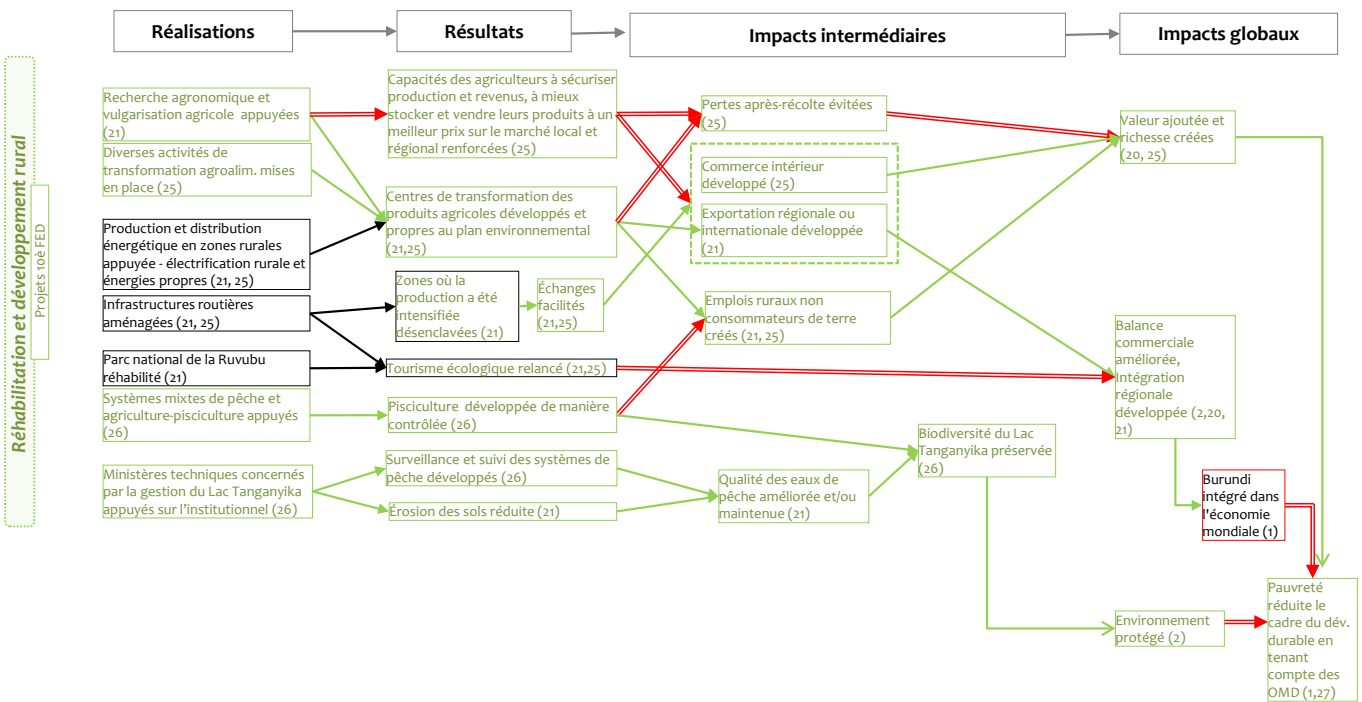 Réalisations
Résultats
Impacts intermédiaires
Impacts globaux
Réhabilitation et développement rural
Projets 10è FED
Recherche agronomique et
vulgarisation agricole appuyées
(21)
Diverses activités de
transformation agroalim. mises
en place (25)
Production et distribution
énergétique en zones rurales
appuyée - électrification rurale et
énergies propres (21, 25)
Infrastructures routières
aménagées (21, 25)
Parc national de la Ruvubu
réhabilité (21)
Systèmes mixtes de pêche et
agriculture-pisciculture appuyés
(26)
Ministères techniques concernés
par la gestion du Lac Tanganyika
appuyés sur l'institutionnel (26)
Capacités des agriculteurs à sécuriser
production et revenus, à mieux
stocker et vendre leurs produits à un
meilleur prix sur le marché local et
régional renforcées (25)
Centres de transformation des
produits agricoles développés et
propres au plan environnemental
(21,25)
Zones où la
production a été
intensifiée
désenclavées (21)
Échanges
facilités
(21,25)
Tourisme écologique relancé (21,25)
Pisciculture développée de manière
contrôlée (26)
Surveillance et suivi des systèmes de
pêche développés (26)
Érosion des sols réduite (21)
Pertes après-récolte évitées
(25)
Commerce intérieur
développé (25)
Exportation régionale ou
internationale développée
(21)
Emplois ruraux non
consommateurs de terre
créés (21, 25)
Qualité des eaux de
pêche améliorée et/ou
maintenue (21)
Biodiversité du Lac
Tanganyika préservée
(26)
Valeur ajoutée et
richesse créées
(20, 25)
Balance
commerciale
améliorée,
Intégration
régionale
développée (2,20,
21)
Burundi
intégré dans
l'économie
mondiale (1)
Environnement
protégé (2)
Pauvreté
réduite le
cadre du dév.
durable en
tenant
compte des
OMD (1,27)